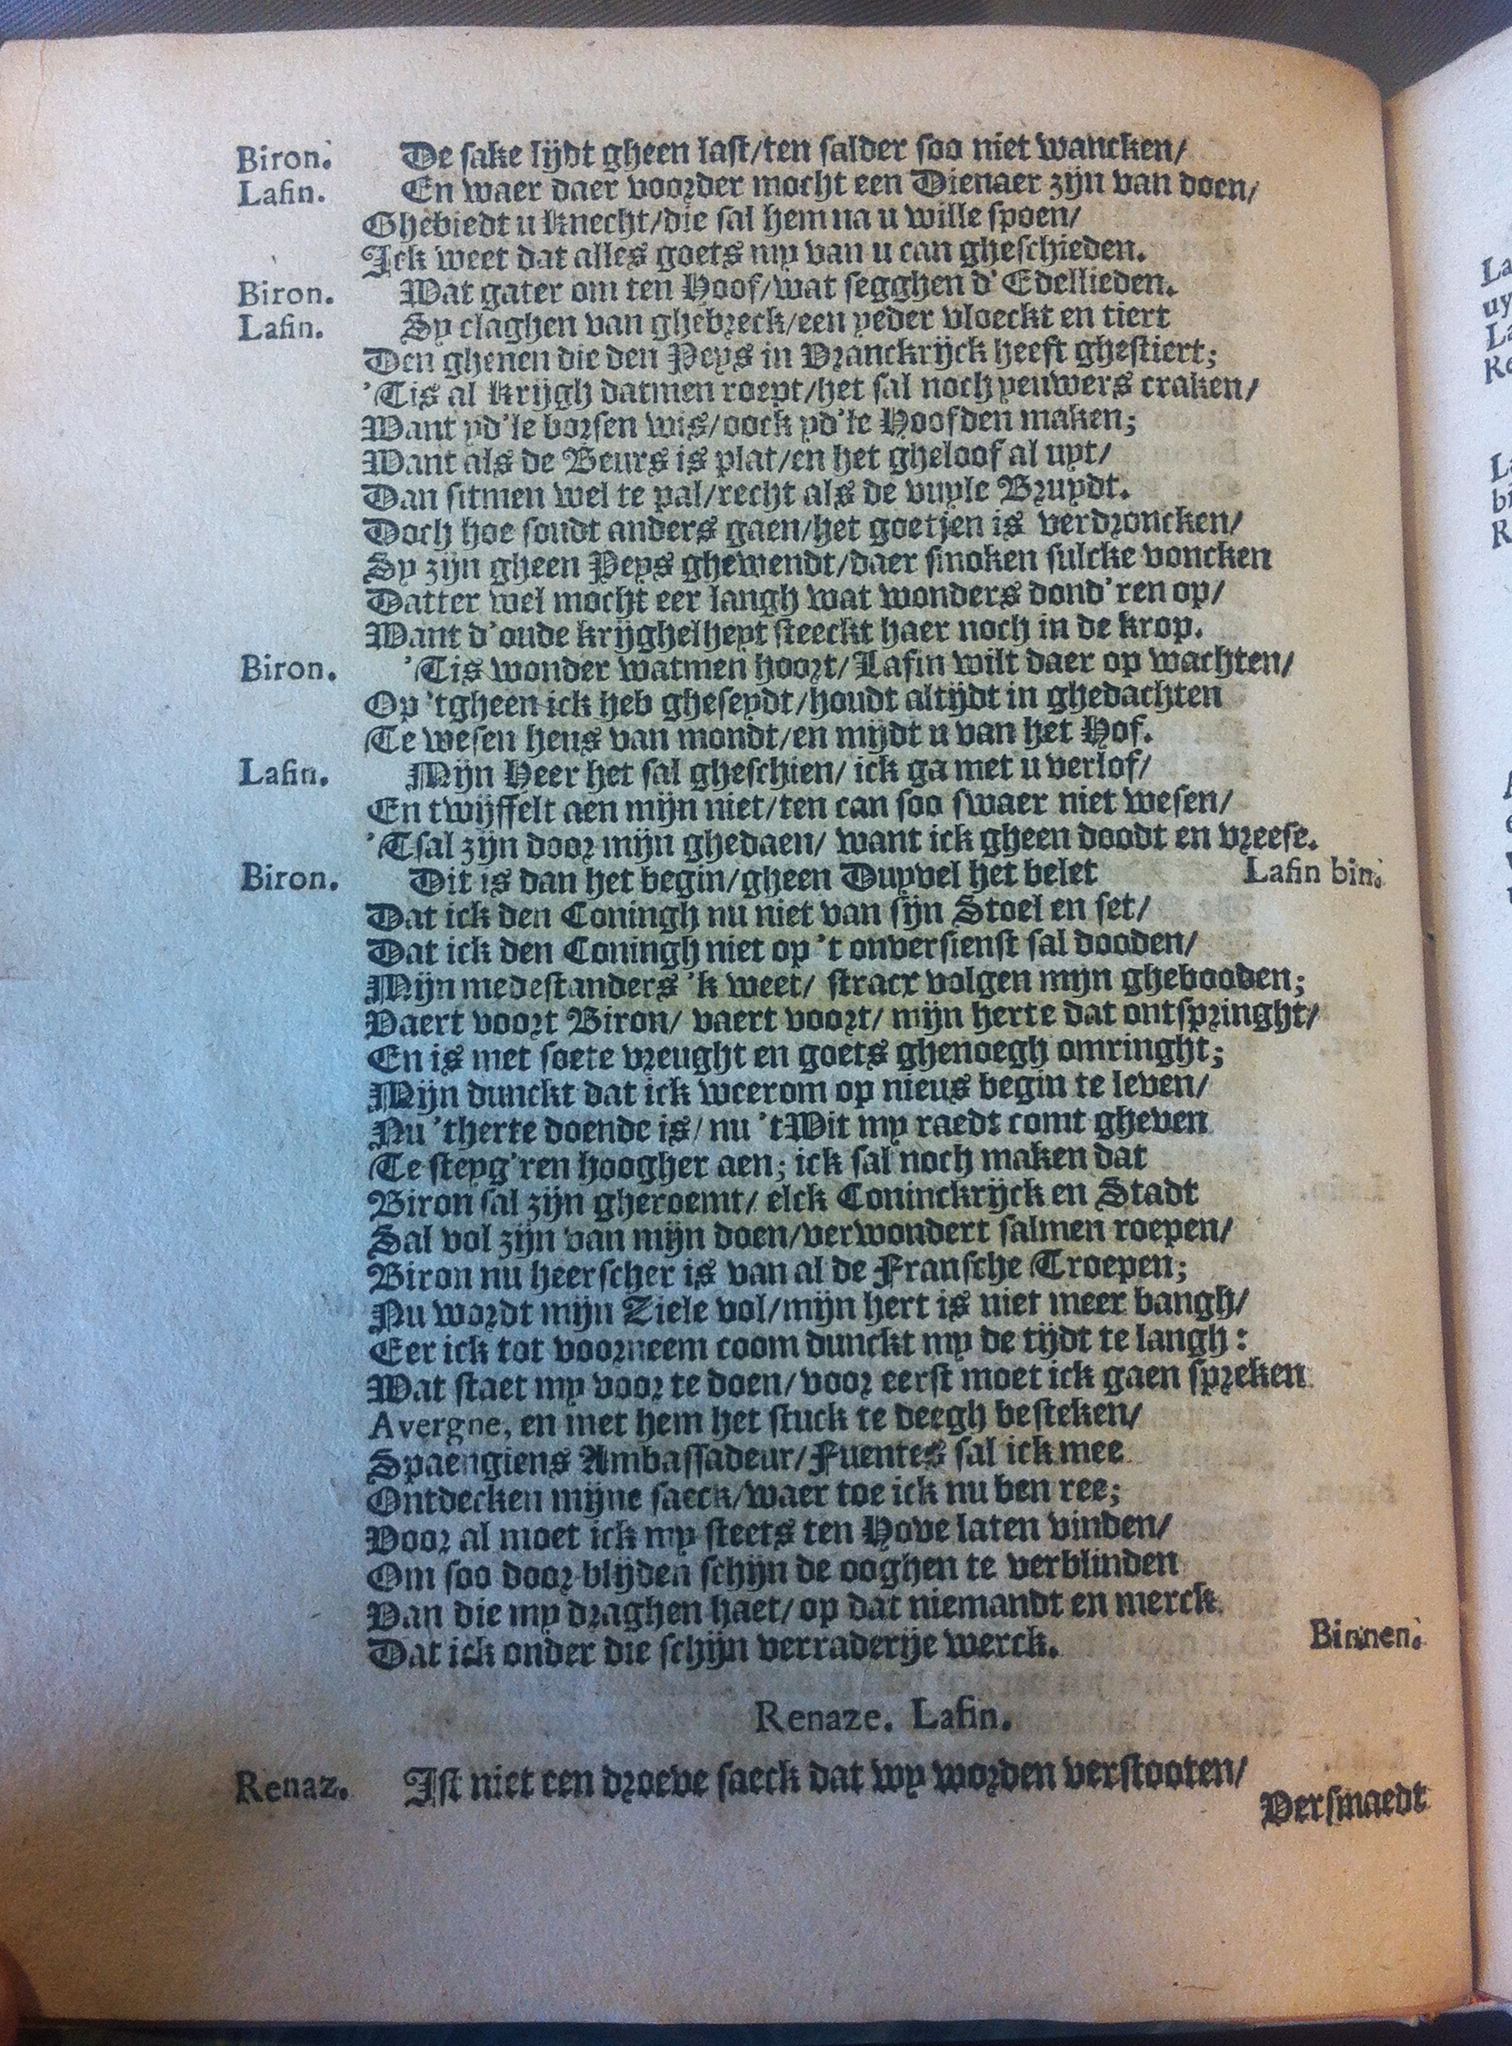 Biron. De sake lijdt gheen last/ten salder soo niet wancken/
Lafin. En waer daer voorder mocht een Dienaer zijn van doen/
Ghebiedt u knecht/die sal hem na u wille spoen/
Ick weet dat alles goets my van u can gheschieden.
Biron. Wat gater om ten Hoof/wat segghen d'Edellieden.
Lafin. Sy claghen van ghebreck/een yeder vloeckt en tiert
Den ghenen die den Peys in Vranckrijck heeft ghestiert;
'Tis al krijgh datmen roept/het sal noch yeuwers craken/
Want yd'le borsen wis/oock yd'le Hoofden maken;
Want als de Beurs is plat/en het gheloof al uyt/
Dan sitmen wel te pal/recht als de vuyle Bruydt.
Doch hoe soudt anders gaen/het goetjen is verdroncken/
Sy zijn gheen Peys ghewendt/daer smoken sulcke voncken
Datter wel mocht eer langh wat wonders dond'ren op/
Want d'oude krijghelheyt steeckt haer noch in de krop.
Biron. 'Tis wonder watmen hoort/Lafin wilt daer op wachten/
Op 'tgheen ick heb gheseydt/houdt altijdt in ghedachten
Te wesen heus van mondt/en mijdt u van het Hof.
Lafin. Mijn Heer het sal gheschien/ick ga met u verlof/
En twijffelt aen mijn niet/ten can soo swaer niet wesen/
'Tsal zijn door mijn ghedaen/want ick gheen doodt en vreese.
Biron. Dit is dan het begin/gheen Duyvel het belet Lafin bin.
Dat ick den Coningh nu niet van sijn Stoel en set/
Dat ick den Coningh niet op 't onversienst sal dooden/
Mijn medestanders 'k weet/stracx volgen mijn ghebooden;
Vaert voort Biron/vaert voort/mijn herte dat ontspringht/
En is met soete vreught en goets ghenoegh omringht;
Mijn dunckt dat ick weerom op nieus begin te leven/
Nu 'therte doende is/nu 'tWit my raedt comt gheven
Te steyg'ren hoogher aen; ick sal noch maken dat
Biron sal zijn gheroemt/elck Coninckrijck en Stadt
Sal vol zijn van mijn doen/verwondert salmen roepen/
Biron nu heerscher is van al de Fransche Troepen;
Nu wordt mijn Ziele vol/mijn hert is niet meer bangh/
Eer ick tot voorneem coom dunckt my de tijdt te langh:
Wat staet my voor te doen/voor eerst moet ick gaen spreken
Avergne, en met hem het stuck te deegh besteken/
Spaengiens Ambassadeur/Fuentes sal ick mee
Ontdecken mijne saeck/waer toe ick nu ben ree;
Voor al moet ick my steets ten Hove laten vinden/
Om soo door blijden schijn de ooghen te verblinden
Van die my draghen haet/op dat niemandt en merck
Dat ick onder die schijn verraderije werck. Binnen.
Renaze. Lafin.
Renaz. Ist niet een droeve saeck dat wy worden verstooten/
Versmaedt